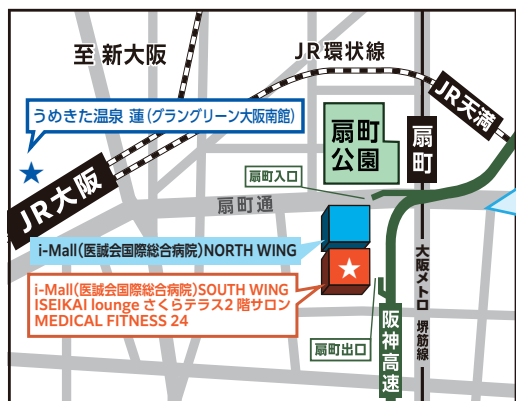 至 新大阪
JR環状線
うめきた温泉 蓮(グラングリーン大阪南館)
JR天満
扇町
公園
扇町
JR大阪
扇町入口
扇町通
i-Mall(医誠会国際総合病院)NORTH WING
i-Mall(医誠会国際総合病院)SOUTH WING
ISEIKAI lounge さくらテラス2階サロン
MEDICAL FITNESS 24
大阪メトロ 堺筋線
阪神高速
扇町出口